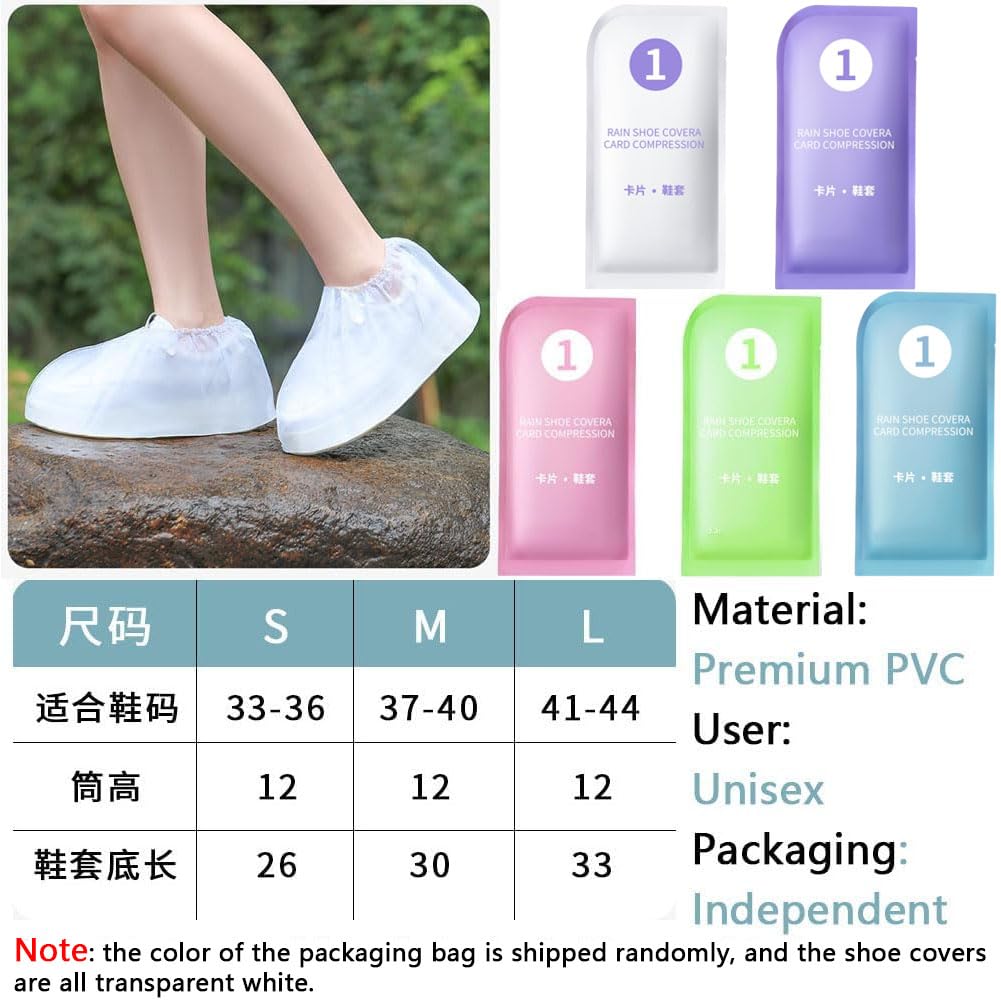 1
RAIN SHOE COVERA
CARD COMPRESSION
卡片・鞋套
1
RAIN SHOE COVERA
CARD COMPRESSION
卡片・鞋套
1
RAIN SHOE COVERA
CARD COMPRESSION
卡片・鞋套
1
RAIN SHOE COVERA
CARD COMPRESSION
卡片・鞋套
1
RAIN SHOE COVERA
CARD COMPRESSION
卡片・鞋套
尺码 S M L
适合鞋码 33-36 37-40 41-44
筒高 12 12 12
鞋套底长 26 30 33
Material:
Premium PVC
User:
Unisex
Packaging:
Independent
Note: the color of the packaging bag is shipped randomly, and the shoe covers
are all transparent white.